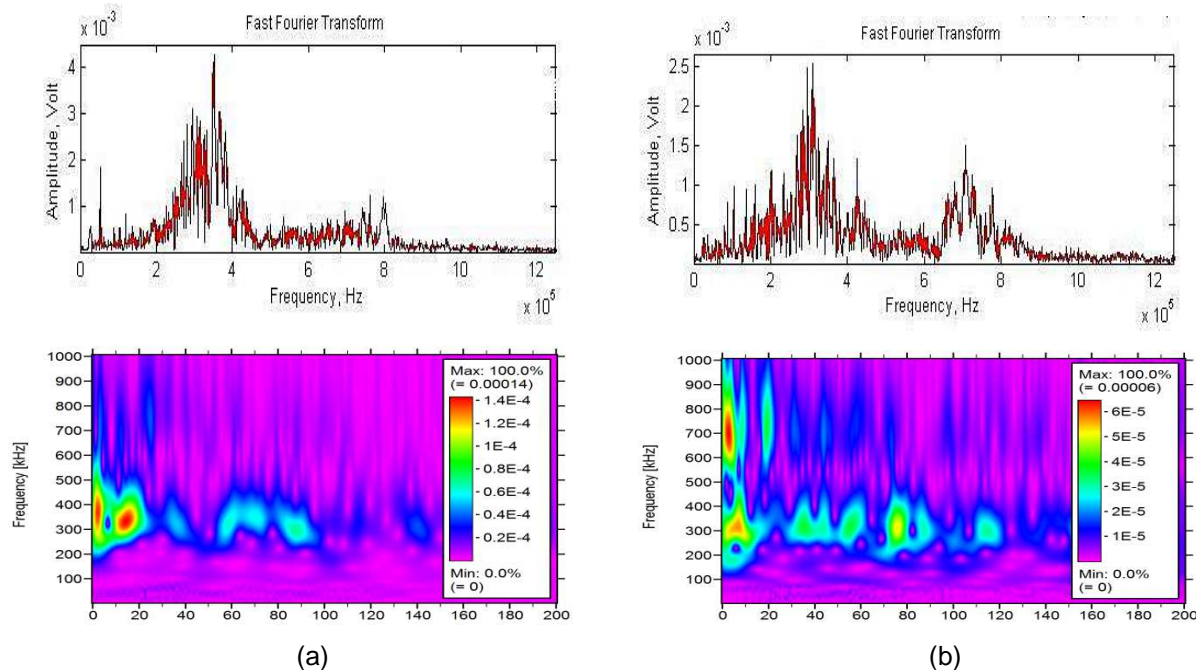 x 10^-3
Fast Fourier Transform
Amplitude, Volt
4
3
2
1
0
0 2 4 6 8 10 12
Frequency, Hz
x 10^5
x 10^-3
Fast Fourier Transform
Amplitude, Volt
2.5
2
1.5
1
0.5
0 2 4 6 8 10 12
Frequency, Hz
x 10^5
Frequency [kHz]
1000
900
800
700
600
500
400
300
200
100
0 20 40 60 80 100 120 140 160 180 200
Max: 100.0%
(= 0.00014)
1.4E-4
1.2E-4
1E-4
0.8E-4
0.6E-4
0.4E-4
0.2E-4
Min: 0.0%
(= 0)
(a)
Frequency [kHz]
1000
900
800
700
600
500
400
300
200
100
0 20 40 60 80 100 120 140 160 180 200
Max: 100.0%
(= 0.00006)
6E-5
5E-5
4E-5
3E-5
2E-5
1E-5
Min: 0.0%
(= 0)
(b)